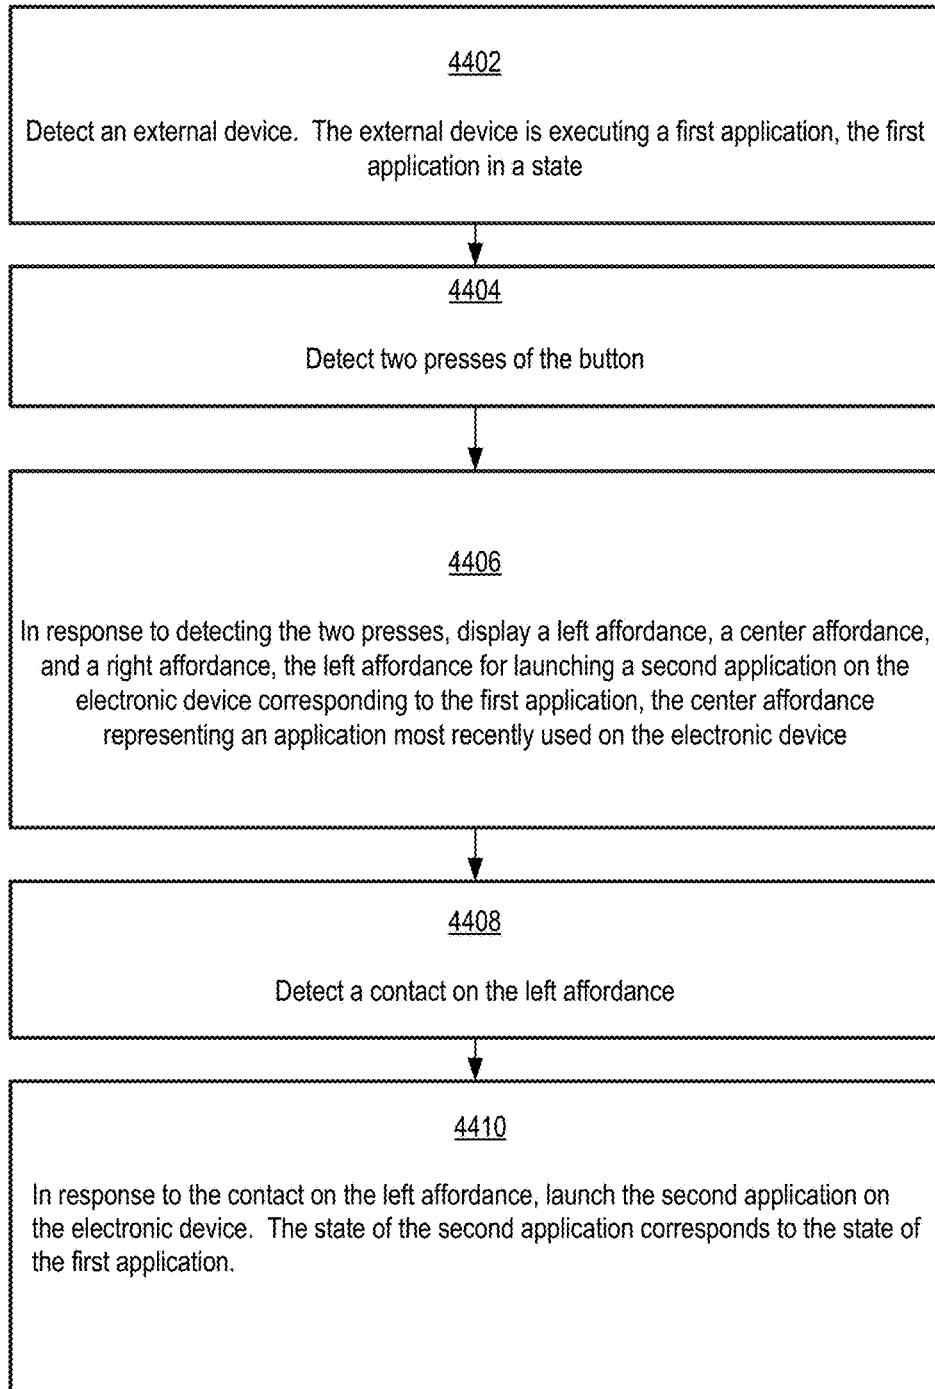 4402
Detect an external device.  The external device is executing a first application, the first
application in a state
4404
Detect two presses of the button
4406
In response to detecting the two presses, display a left affordance, a center affordance,
and a right affordance, the left affordance for launching a second application on the
electronic device corresponding to the first application, the center affordance
representing an application most recently used on the electronic device
4408
Detect a contact on the left affordance
4410
In response to the contact on the left affordance, launch the second application on
the electronic device.  The state of the second application corresponds to the state of
the first application.